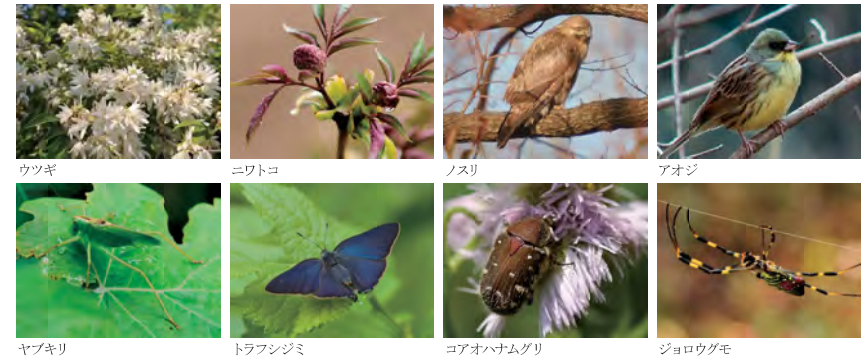 ウツギ
ニワトコ
ノスリ
アオジ
ヤブキリ
トラフシジミ
コアオハナムグリ
ジョロウグモ